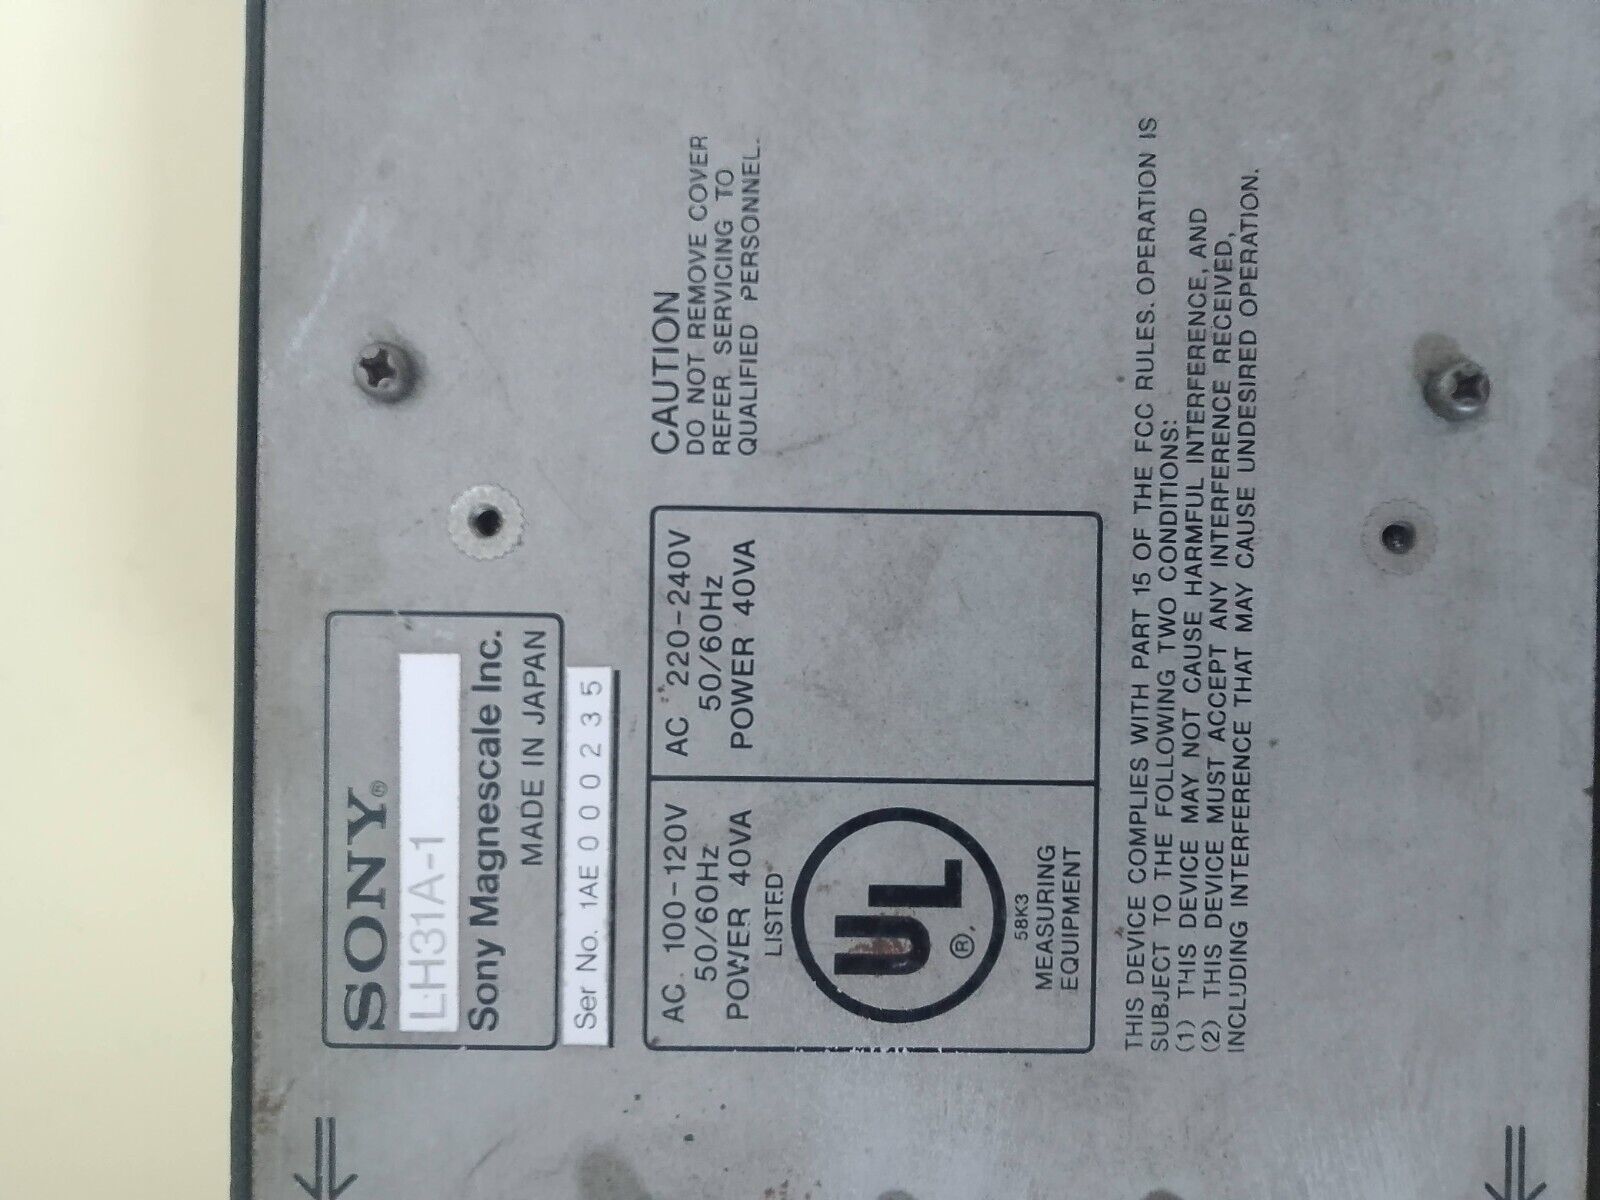 SONY®
LH31A-1
Sony Magnescale Inc.
MADE IN JAPAN
Ser No. 1AE 0 0 0 2 3 5
AC 100-120V
50/60Hz
POWER 40VA
LISTED
UL
®
58K3
MEASURING
EQUIPMENT
AC 220-240V
50/60Hz
POWER 40VA
CAUTION
DO NOT REMOVE COVER
REFER SERVICING TO
QUALIFIED PERSONNEL.
THIS DEVICE COMPLIES WITH PART 15 OF THE FCC RULES. OPERATION IS
SUBJECT TO THE FOLLOWING TWO CONDITIONS:
(1) THIS DEVICE MAY NOT CAUSE HARMFUL INTERFERENCE, AND
(2) THIS DEVICE MUST ACCEPT ANY INTERFERENCE RECEIVED,
INCLUDING INTERFERENCE THAT MAY CAUSE UNDESIRED OPERATION.